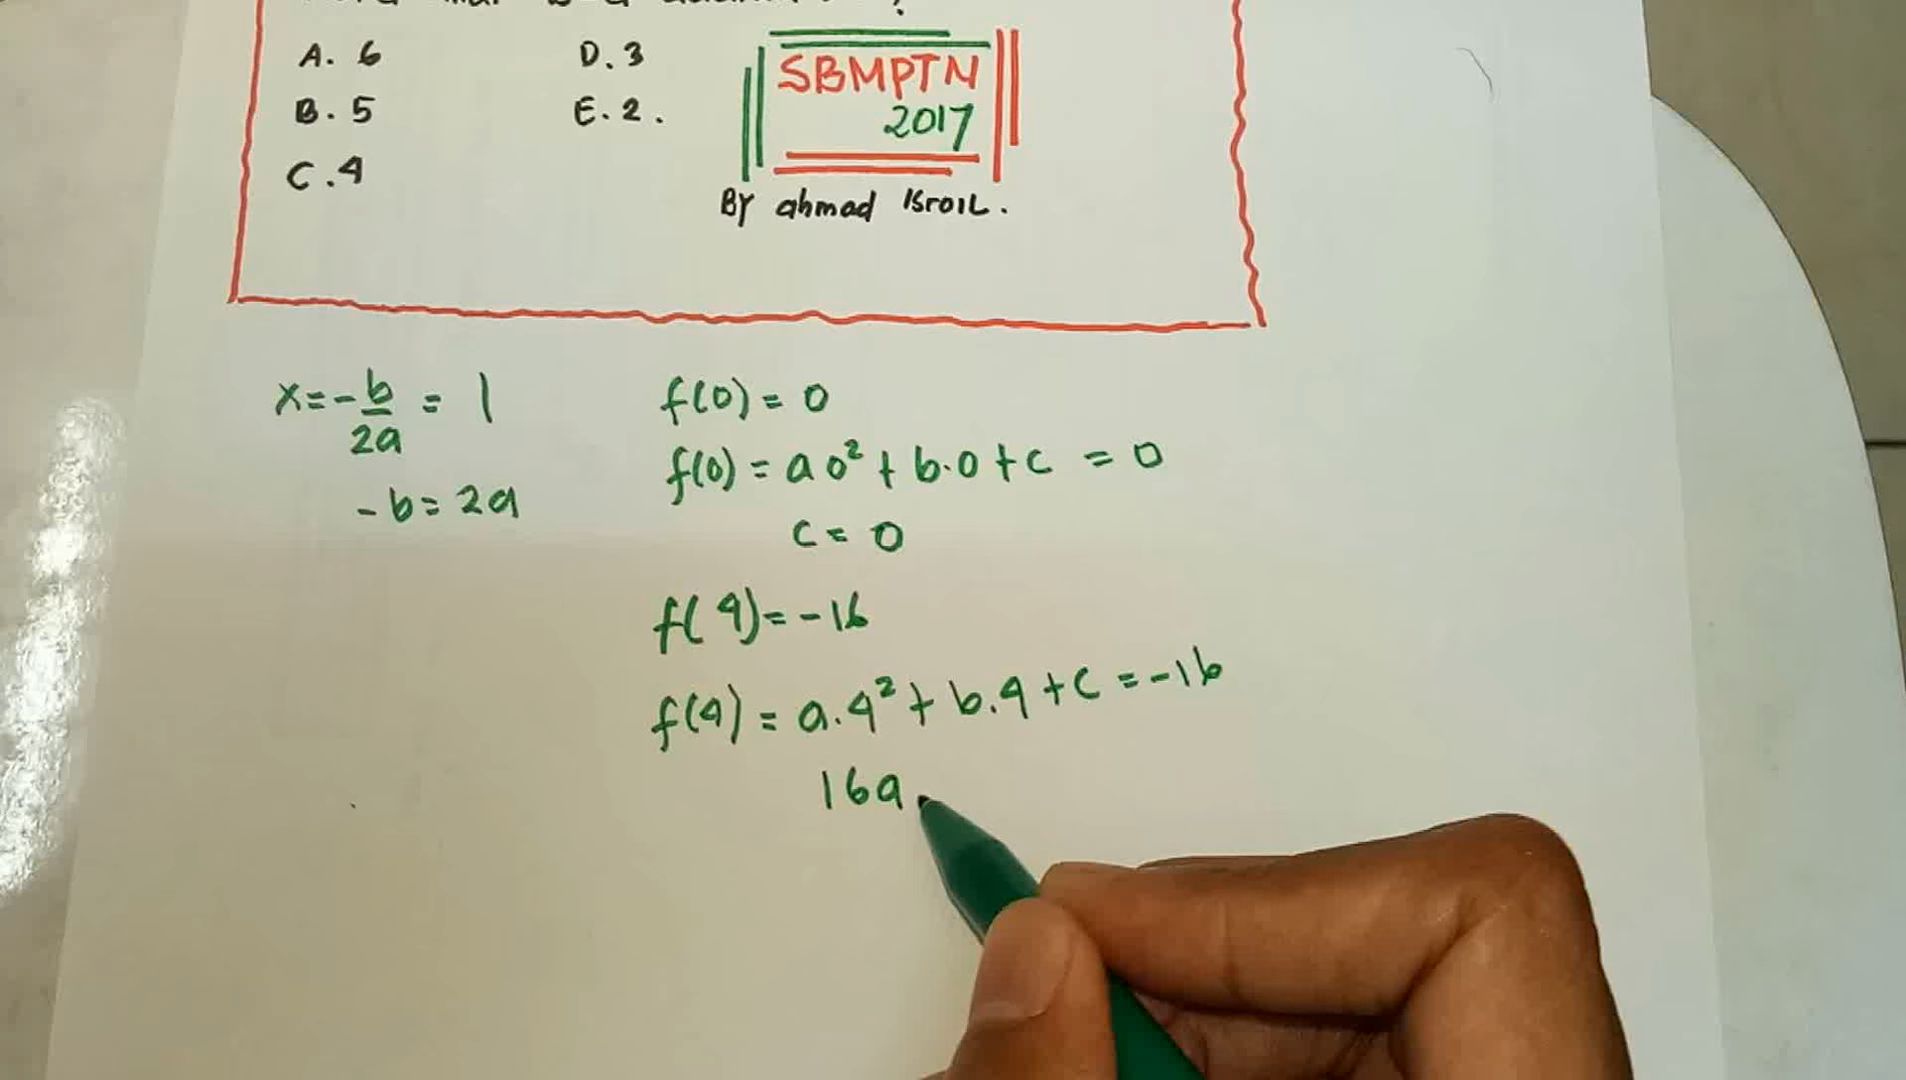 A. 6
D. 3
B. 5
E. 2.
C. 4
SBMPTN
2017
BY ahmad ISroIL.
x = -b/2a = 1
-b = 2a
f(0) = 0
f(0) = a 0² + b.0 + c = 0
c = 0
f(4) = -16
f(4) = a.4² + b.4 + c = -16
16a